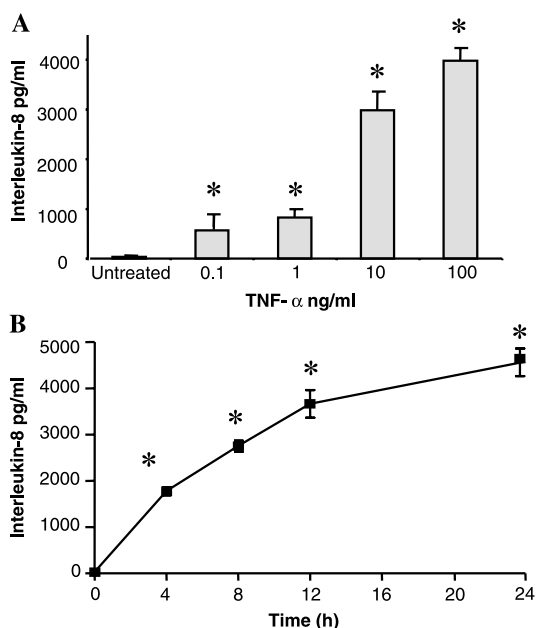 A
Interleukin-8 pg/ml
4000
3000
2000
1000
0
* * * *
Untreated 0.1 1 10 100
TNF- α ng/ml
B
Interleukin-8 pg/ml
5000
4000
3000
2000
1000
0
* * * *
0 4 8 12 16 20 24
Time (h)